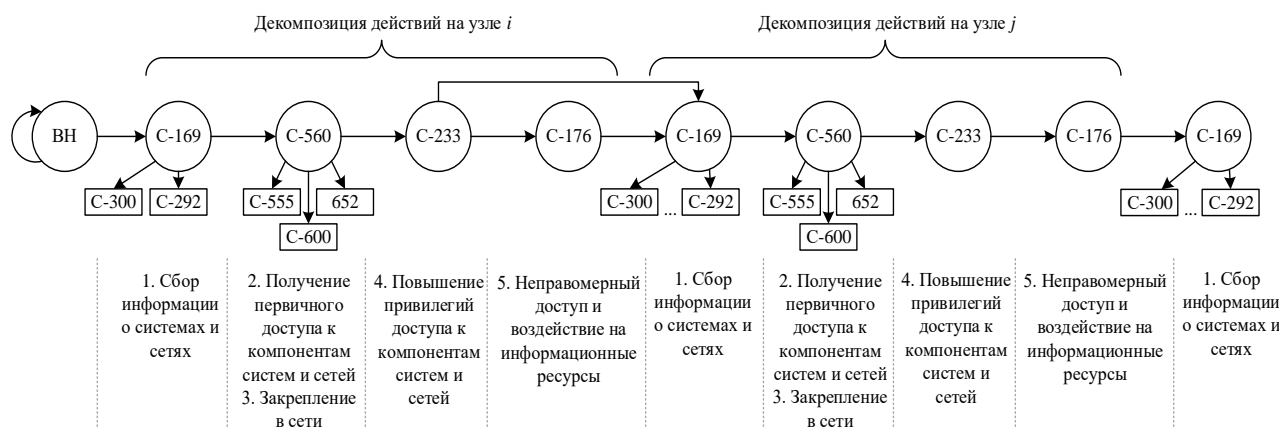 Декомпозиция действий на узле i
Декомпозиция действий на узле j
ВН
С-169
С-560
С-233
С-176
С-169
С-560
С-233
С-176
С-169
С-300
С-292
С-555
652
С-600
С-300
...
С-292
С-555
652
С-600
С-300
...
С-292
1. Сбор
информации
о системах и
сетях
2. Получение
первичного
доступа к
компонентам
систем и сетей
3. Закрепление
в сети
4. Повышение
привилегий
доступа к
компонентам
систем и
сетей
5. Неправомерный
доступ и
воздействие на
информационные
ресурсы
1. Сбор
информации
о системах и
сетях
2. Получение
первичного
доступа к
компонентам
систем и сетей
3. Закрепление
в сети
4. Повышение
привилегий
доступа к
компонентам
систем и
сетей
5. Неправомерный
доступ и
воздействие на
информационные
ресурсы
1. Сбор
информации
о системах и
сетях